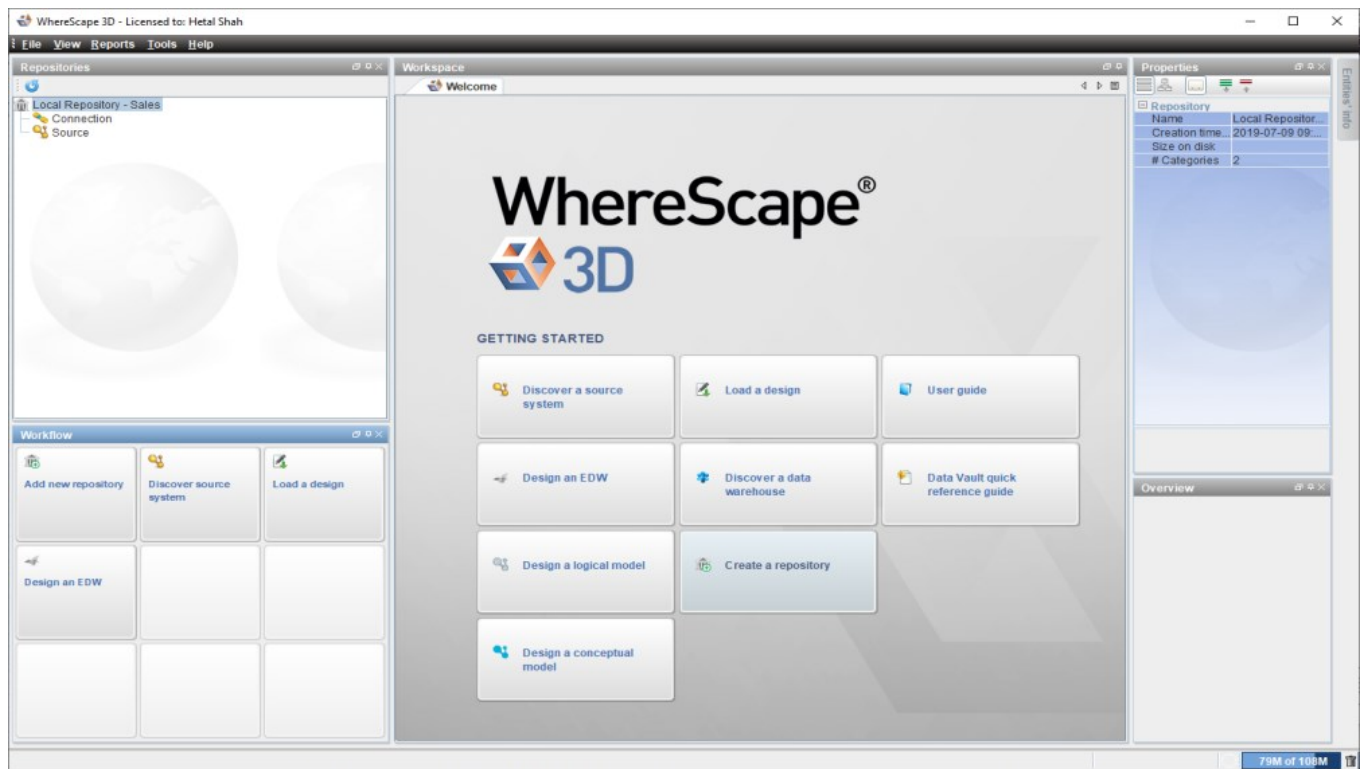 WhereScape 3D - Licensed to: Hetal Shah
File View Reports Tools Help
Repositories
Local Repository - Sales
Connection
Source
Workflow
Add new repository
Discover source
system
Load a design
Design an EDW
Workspace
Welcome
WhereScape®
3D
GETTING STARTED
Discover a source
system
Load a design
User guide
Design an EDW
Discover a data
warehouse
Data Vault quick
reference guide
Design a logical model
Create a repository
Design a conceptual
model
Properties
Repository
Name Local Repositor...
Creation time... 2019-07-09 09:...
Size on disk
# Categories 2
Overview
Entities' info
79M of 108M